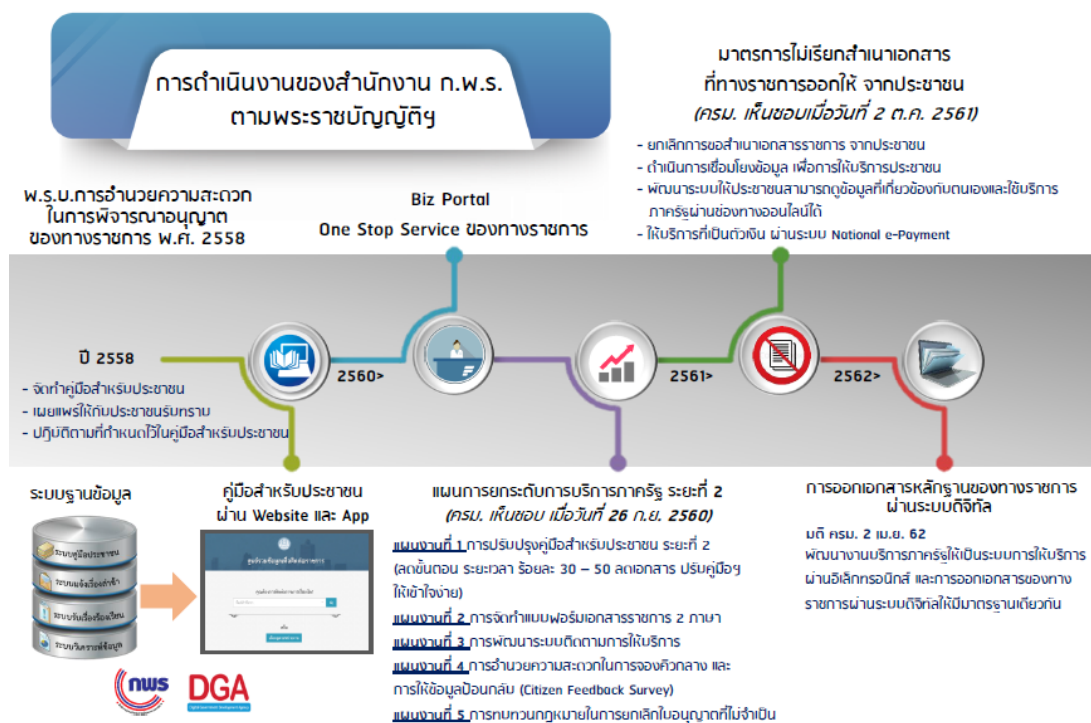 การดำเนินงานของสำนักงาน ก.พ.ร.
ตามพระราชบัญญัติฯ
มาตรการไม่เรียกสำเนาเอกสาร
ที่ทางราชการออกให้ จากประชาชน
(ครม. เห็นชอบเมื่อวันที่ 2 ต.ค. 2561)
- ยกเลิกการขอสำเนาเอกสารราชการ จากประชาชน
- ดำเนินการเชื่อมโยงข้อมูล เพื่อการให้บริการประชาชน
- พัฒนาระบบให้ประชาชนสามารถดูข้อมูลที่เกี่ยวข้องกับตนเองและใช้บริการ
ภาครัฐผ่านช่องทางออนไลน์ได้
- ให้บริการที่เป็นตัวเงิน ผ่านระบบ National e-Payment
พ.ร.บ.การอำนวยความสะดวก
ในการพิจารณาอนุญาต
ของทางราชการ พ.ศ. 2558
Biz Portal
One Stop Service ของทางราชการ
ปี 2558
2560>
2561>
2562>
- จัดทำคู่มือสำหรับประชาชน
- เผยแพร่ให้กับประชาชนรับทราบ
- ปฏิบัติตามที่กำหนดไว้ในคู่มือสำหรับประชาชน
ระบบฐานข้อมูล
ระบบคู่มือประชาชน
ระบบแจ้งเรื่องล่าช้า
ระบบรับเรื่องร้องเรียน
ระบบวิเคราะห์ข้อมูล
กพร
DGA
คู่มือสำหรับประชาชน
ผ่าน Website และ App
ศูนย์รวมข้อมูลเพื่อติดต่อราชการ
แผนการยกระดับการบริการภาครัฐ ระยะที่ 2
(ครม. เห็นชอบ เมื่อวันที่ 26 ก.ย. 2560)
แผนงานที่ 1 การปรับปรุงคู่มือสำหรับประชาชน ระยะที่ 2
(ลดขั้นตอน ระยะเวลา ร้อยละ 30 – 50 ลดเอกสาร ปรับคู่มือฯ
ให้เข้าใจง่าย)
แผนงานที่ 2 การจัดทำแบบฟอร์มเอกสารราชการ 2 ภาษา
แผนงานที่ 3 การพัฒนาระบบติดตามการให้บริการ
แผนงานที่ 4 การอำนวยความสะดวกในการจองคิวกลาง และ
การให้ข้อมูลป้อนกลับ (Citizen Feedback Survey)
แผนงานที่ 5 การทบทวนกฎหมายในการยกเลิกใบอนุญาตที่ไม่จำเป็น
การออกเอกสารหลักฐานของทางราชการ
ผ่านระบบดิจิทัล
มติ ครม. 2 เม.ย. 62
พัฒนางานบริการภาครัฐให้เป็นระบบการให้บริการ
ผ่านอิเล็กทรอนิกส์ และการออกเอกสารของทาง
ราชการผ่านระบบดิจิทัลให้มีมาตรฐานเดียวกัน